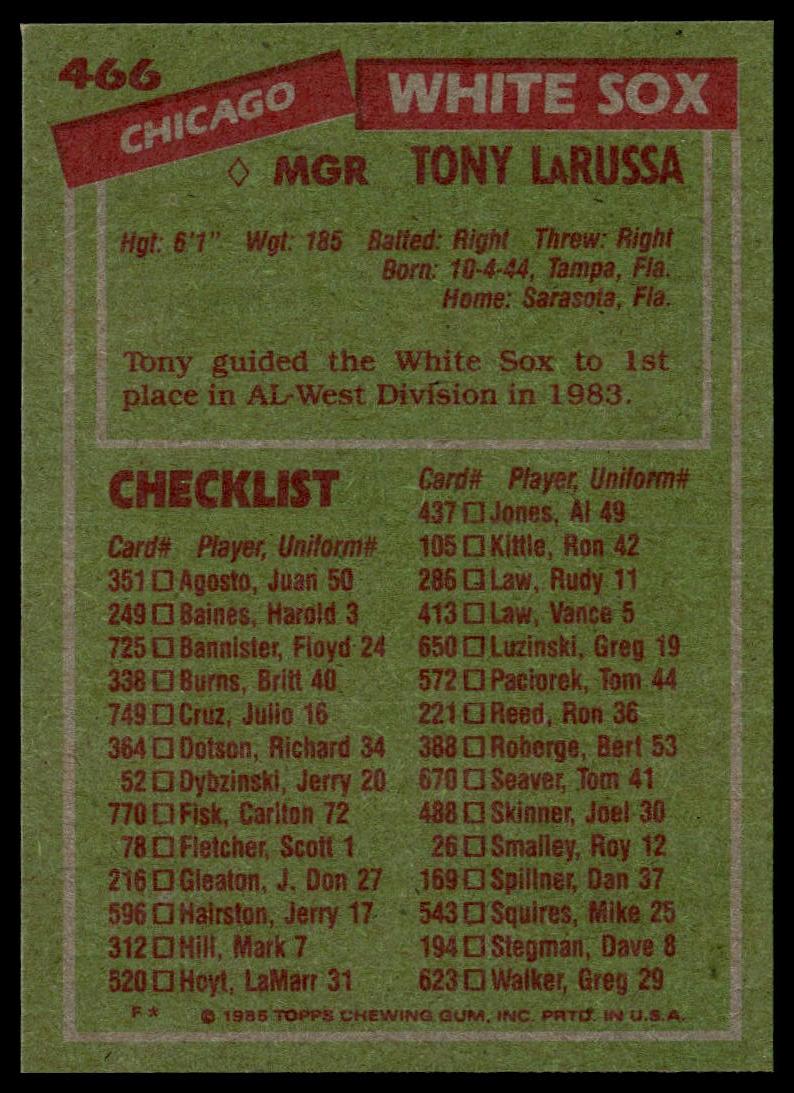 466
CHICAGO WHITE SOX
◊ MGR TONY LaRUSSA
Hgt: 6'1" Wgt: 185 Batted: Right Threw: Right
Born: 10-4-44, Tampa, Fla.
Home: Sarasota, Fla.
Tony guided the White Sox to 1st
place in AL-West Division in 1983.
CHECKLIST
Card# Player, Uniform#
351 □ Agosto, Juan 50
249 □ Baines, Harold 3
725 □ Bannister, Floyd 24
338 □ Burns, Britt 40
749 □ Cruz, Julio 16
364 □ Dotson, Richard 34
52 □ Dybzinski, Jerry 20
770 □ Fisk, Carlton 72
78 □ Fletcher, Scott 1
216 □ Gleaton, J. Don 27
596 □ Hairston, Jerry 17
312 □ Hill, Mark 7
520 □ Hoyt, LaMarr 31
Card# Player, Uniform#
437 □ Jones, Al 49
105 □ Kittle, Ron 42
286 □ Law, Rudy 11
413 □ Law, Vance 5
650 □ Luzinski, Greg 19
572 □ Paciorek, Tom 44
221 □ Reed, Ron 36
388 □ Roberge, Bert 53
670 □ Seaver, Tom 41
488 □ Skinner, Joel 30
26 □ Smalley, Roy 12
169 □ Spillner, Dan 37
543 □ Squires, Mike 25
194 □ Stegman, Dave 8
623 □ Walker, Greg 29
F* © 1985 TOPPS CHEWING GUM, INC. PRTD. IN U.S.A.